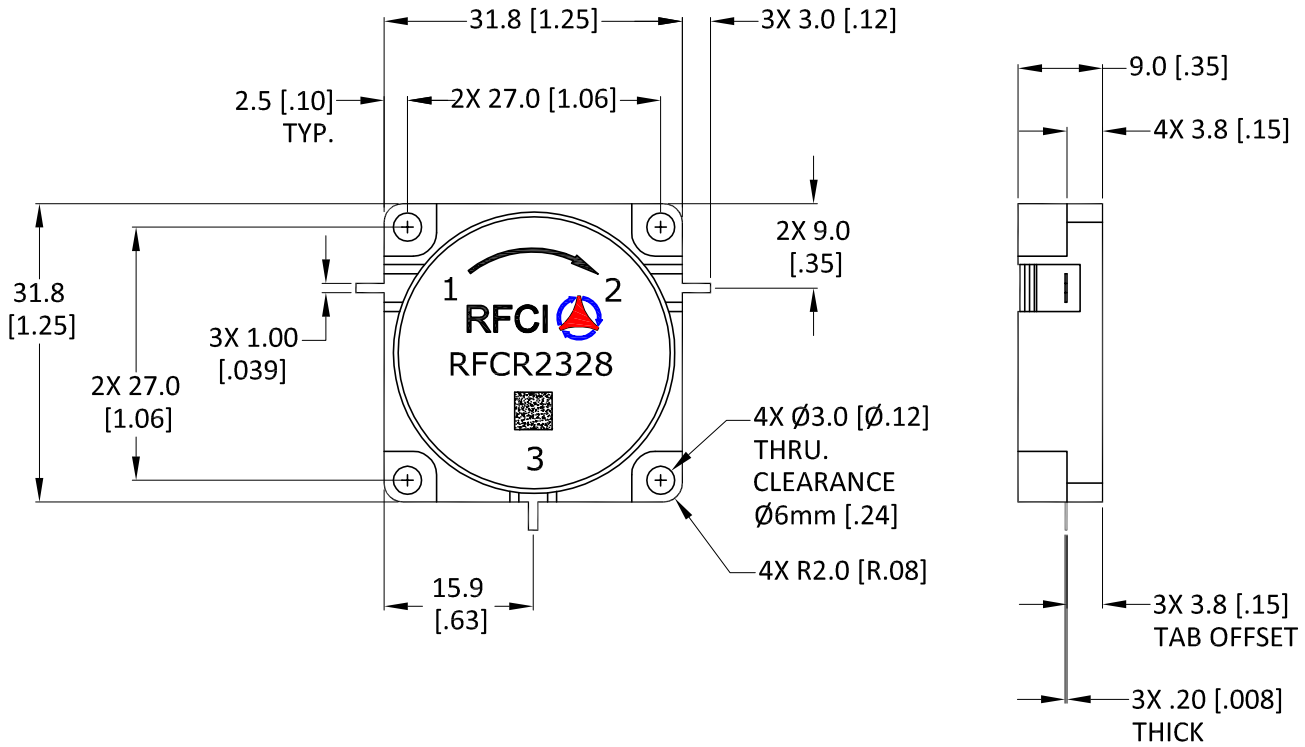 31.8 [1.25]
3X 3.0 [.12]
9.0 [.35]
2.5 [.10]
TYP.
2X 27.0 [1.06]
4X 3.8 [.15]
2X 9.0
[.35]
31.8
[1.25]
1
2
RFCI
3X 1.00
[.039]
RFCR2328
2X 27.0
[1.06]
4X Ø3.0 [Ø.12]
THRU.
CLEARANCE
Ø6mm [.24]
3
4X R2.0 [R.08]
15.9
[.63]
3X 3.8 [.15]
TAB OFFSET
3X .20 [.008]
THICK